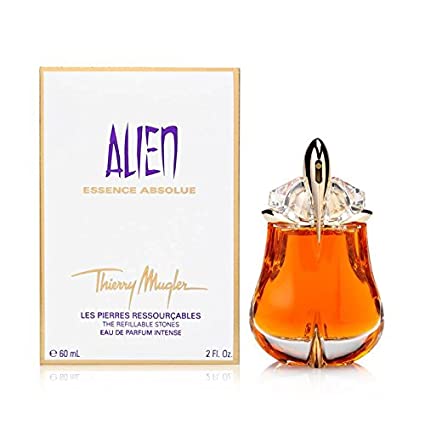 ALIEN
ESSENCE ABSOLUE
Thierry Mugler
LES PIERRES RESSOURÇABLES
THE REFILLABLE STONES
EAU DE PARFUM INTENSE
℮ 60 mL 2 Fl. Oz.